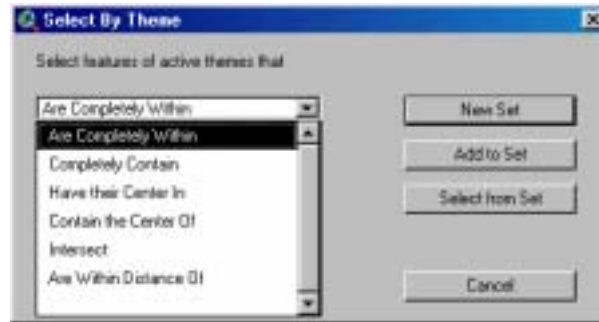 Select By Theme
Select features of active themes that
Are Completely Within
Are Completely Within
Completely Contain
Have their Center In
Contain the Center Of
Intersect
Are Within Distance Of
New Set
Add to Set
Select from Set
Cancel